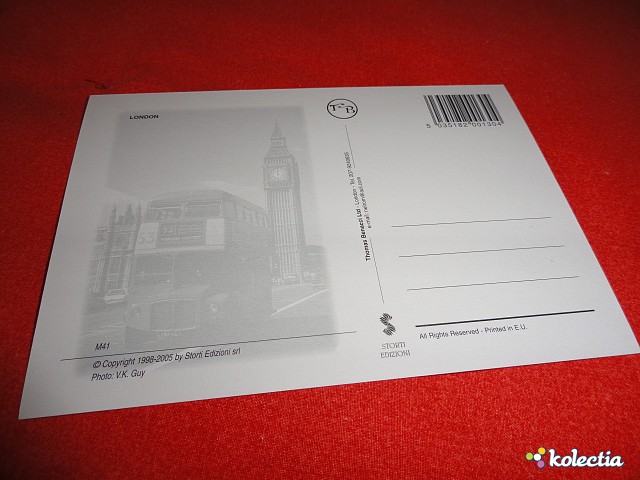 LONDON
T B
5 035182 001304
Thomas Benacci Ltd - London - Tel.
M41
© Copyright 1998-2005 by Storti Edizioni srl
Photo: V.K. Guy
STORTI
EDIZIONI
All Rights Reserved - Printed in E.U.
kolectia